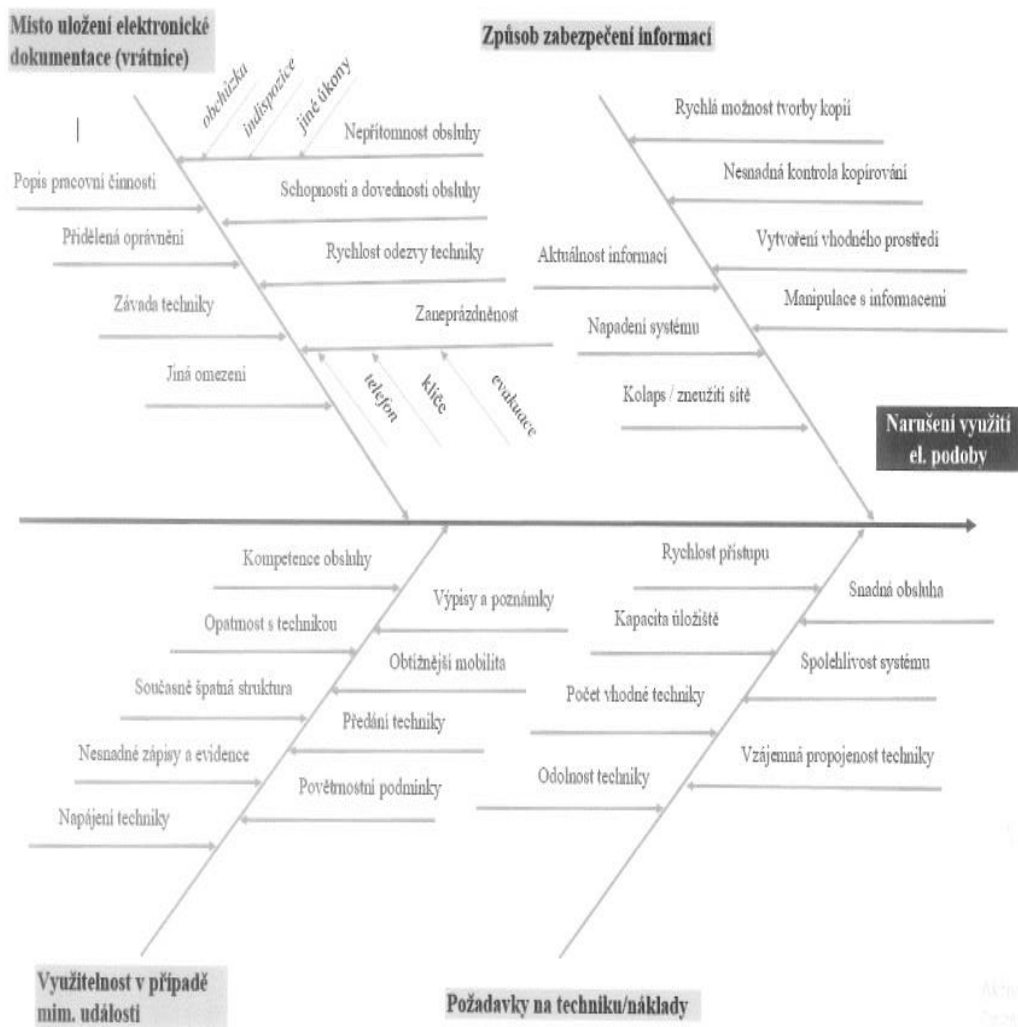 Místo uložení elektronické
dokumentace (vrátnice)
obchůzka
indispozice
jiné úkony
Nepřítomnost obsluhy
Popis pracovní činnosti
Schopnosti a dovednosti obsluhy
Přidělená oprávnění
Rychlost odezvy techniky
Závada techniky
Zaneprázdněnost
Jiná omezení
telefon
klíče
evakuace
Způsob zabezpečení informací
Rychlá možnost tvorby kopií
Nesnadná kontrola kopírování
Vytvoření vhodného prostředí
Aktuálnost informací
Manipulace s informacemi
Napadení systému
Kolaps / zneužití sítě
Narušení využití
el. podoby
Kompetence obsluhy
Výpisy a poznámky
Opatrnost s technikou
Obtížnější mobilita
Současně špatná struktura
Předání techniky
Nesnadné zápisy a evidence
Povětrnostní podmínky
Napájení techniky
Využitelnost v případě
mim. události
Rychlost přístupu
Snadná obsluha
Kapacita úložiště
Spolehlivost systému
Počet vhodné techniky
Vzájemná propojenost techniky
Odolnost techniky
Požadavky na techniku/náklady